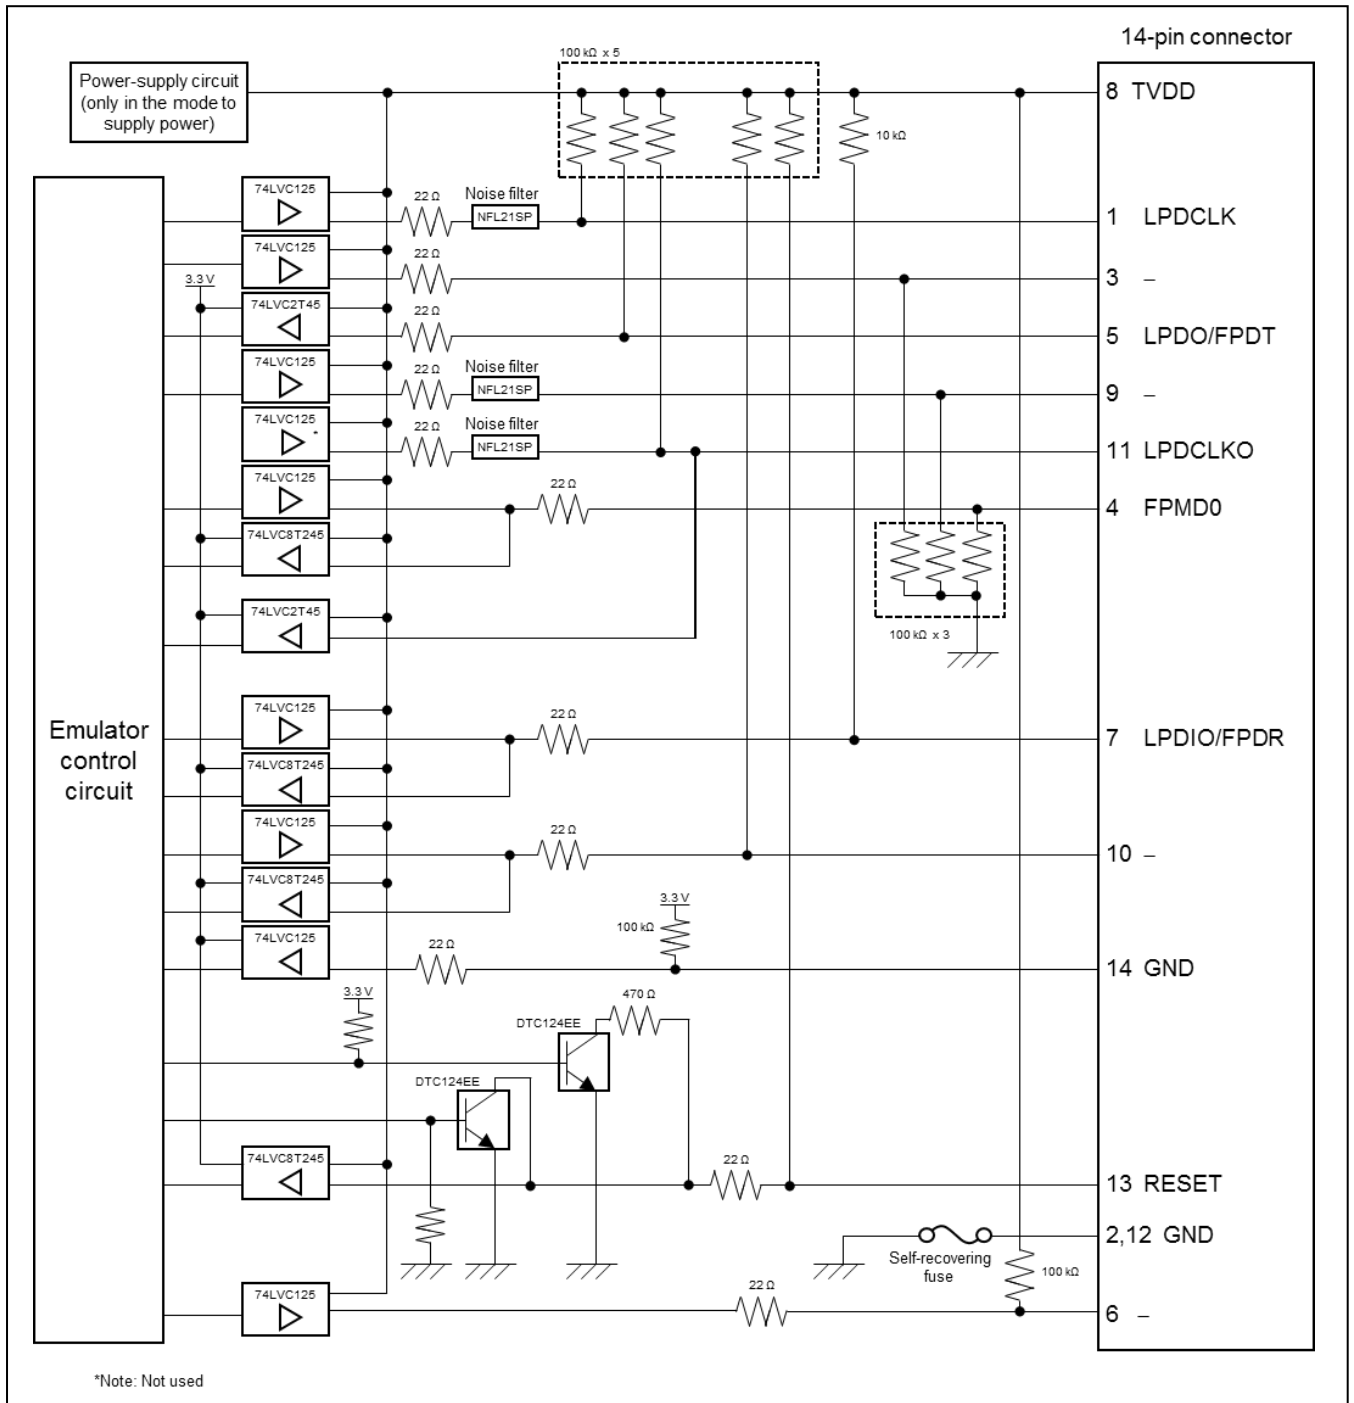 14-pin connector
100 kΩ x 5
Power-supply circuit
(only in the mode to
supply power)
8 TVDD
10 kΩ
74LVC125
22 Ω
Noise filter
NFL21SP
1 LPDCLK
74LVC125
22 Ω
3 –
3.3 V
74LVC2T45
22 Ω
5 LPDO/FPDT
74LVC125
22 Ω
Noise filter
NFL21SP
9 –
74LVC125
*
22 Ω
Noise filter
NFL21SP
11 LPDCLKO
74LVC125
22 Ω
4 FPMD0
74LVC8T245
74LVC2T45
100 kΩ x 3
Emulator
control
circuit
74LVC125
22 Ω
7 LPDIO/FPDR
74LVC8T245
74LVC125
22 Ω
10 –
74LVC8T245
3.3 V
100 kΩ
74LVC125
22 Ω
14 GND
3.3 V
470 Ω
DTC124EE
DTC124EE
74LVC8T245
22 Ω
13 RESET
2,12 GND
Self-recovering
fuse
100 kΩ
74LVC125
22 Ω
6 –
*Note: Not used